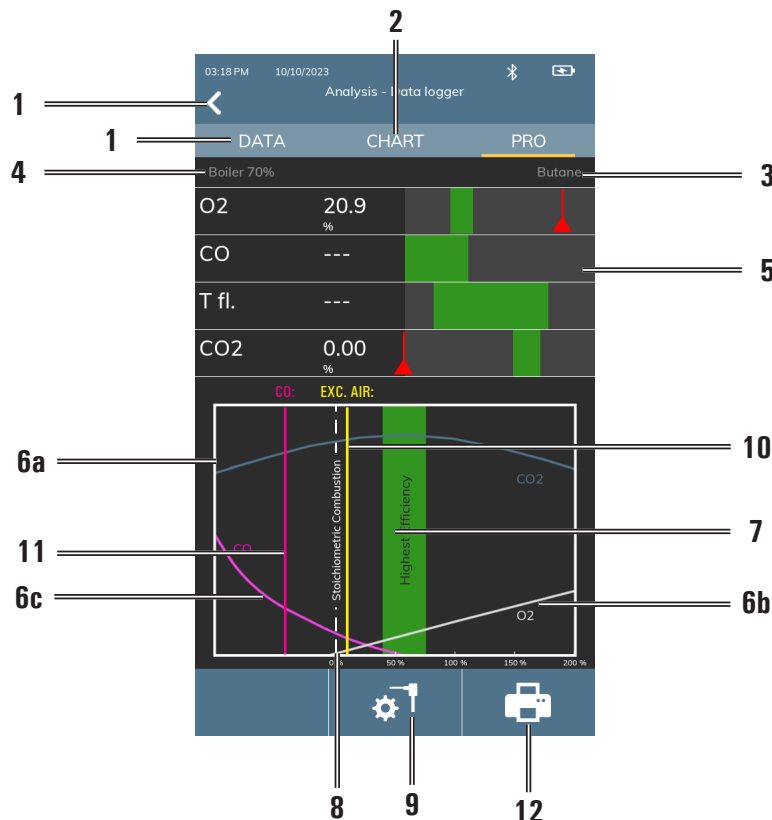 2
03:18 PM 10/10/2023
Analysis - Data logger
1
1
DATA CHART PRO
4
Boiler 70% Butane
3
O2 20.9
%
CO ---
5
T fl. ---
CO2 0.00
%
CO: EXC. AIR:
6a
10
CO2
Stoichiometric Combustion
Highest Efficiency
7
11
CO
6c
6b
O2
0 % 50 % 100 % 150 % 200 %
8
9
12